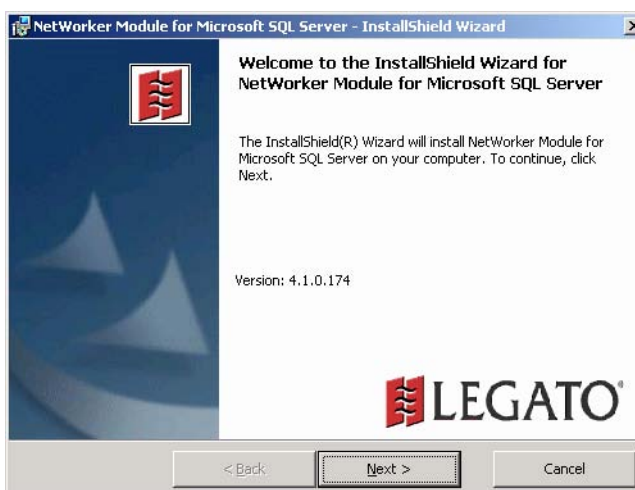 NetWorker Module for Microsoft SQL Server - InstallShield Wizard
Welcome to the InstallShield Wizard for
NetWorker Module for Microsoft SQL Server
The InstallShield(R) Wizard will install NetWorker Module for
Microsoft SQL Server on your computer. To continue, click
Next.
Version: 4.1.0.174
LEGATO
< Back
Next >
Cancel